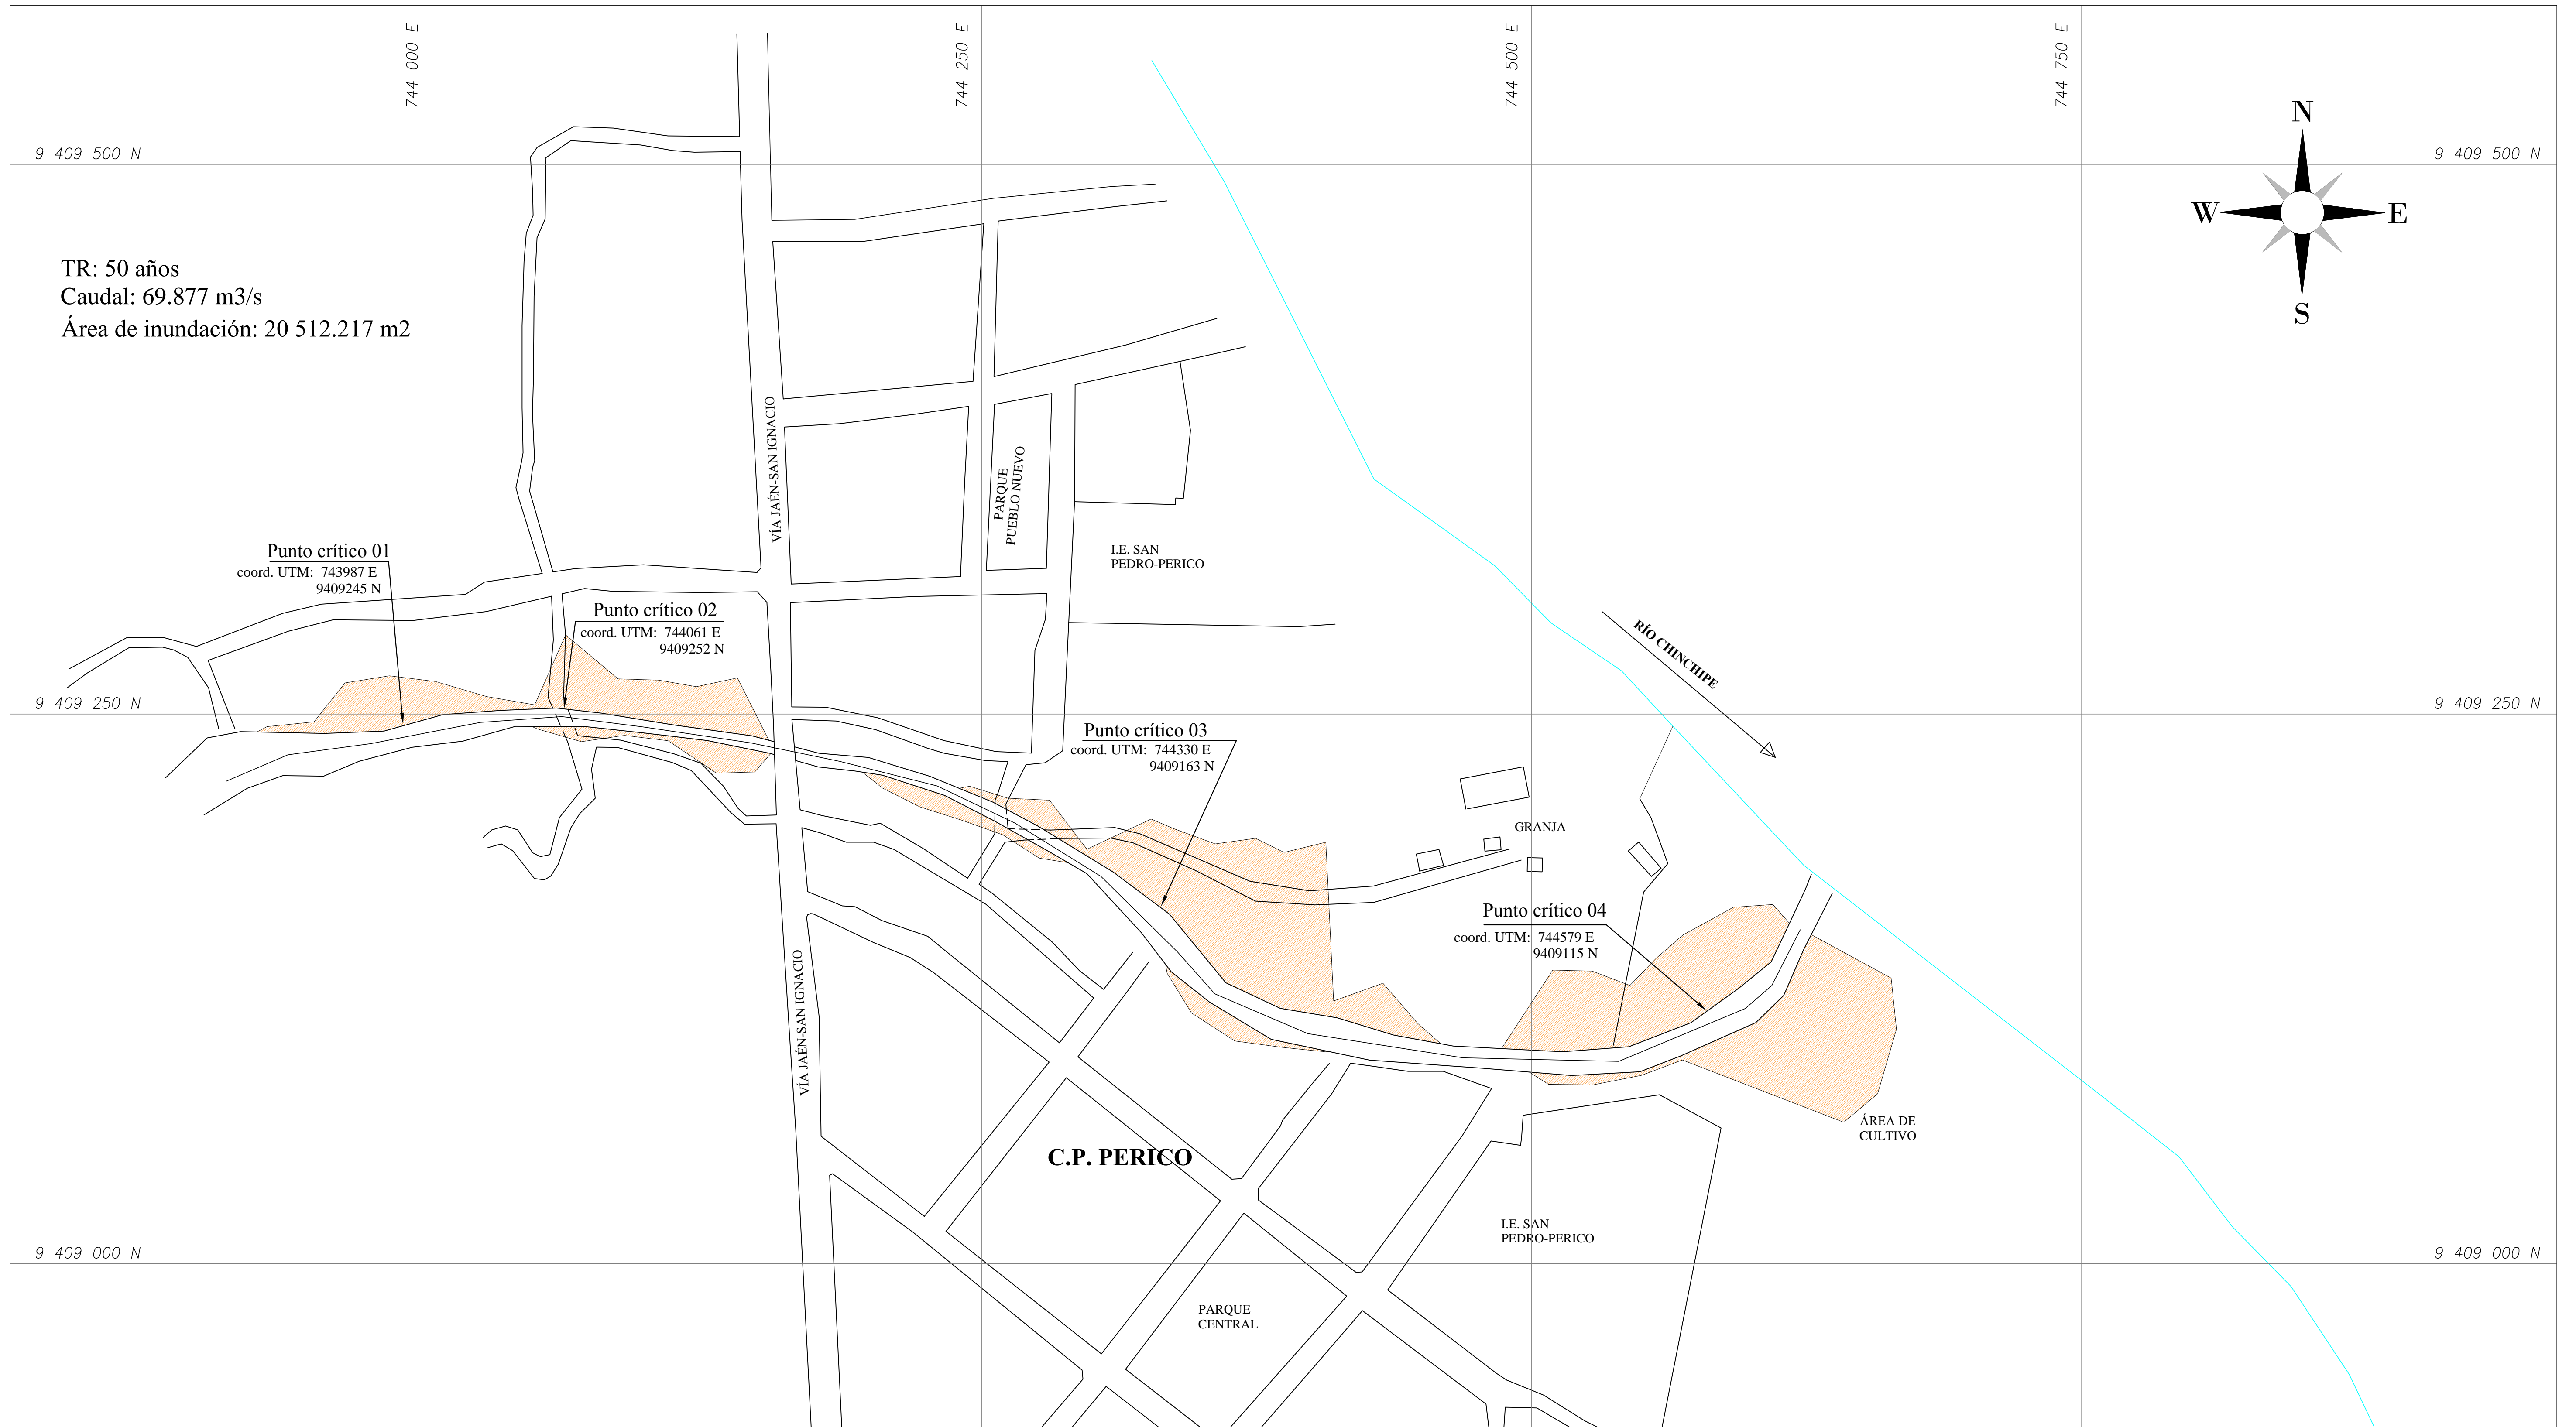 744 000 E
744 250 E
744 500 E
744 750 E
N
9 409 500 N
9 409 500 N
W
E
S
TR: 50 años
Caudal: 69.877 m3/s
Área de inundación: 20 512.217 m2
VÍA JAÉN-SAN IGNACIO
PARQUE
PUEBLO NUEVO
I.E. SAN
PEDRO-PERICO
Punto crítico 01
coord. UTM: 743987 E
9409245 N
Punto crítico 02
coord. UTM: 744061 E
9409252 N
RÍO CHINCHIPE
9 409 250 N
9 409 250 N
Punto crítico 03
coord. UTM: 744330 E
9409163 N
GRANJA
Punto crítico 04
coord. UTM: 744579 E
9409115 N
VÍA JAÉN-SAN IGNACIO
ÁREA DE
CULTIVO
C.P. PERICO
I.E. SAN
PEDRO-PERICO
9 409 000 N
9 409 000 N
PARQUE
CENTRAL